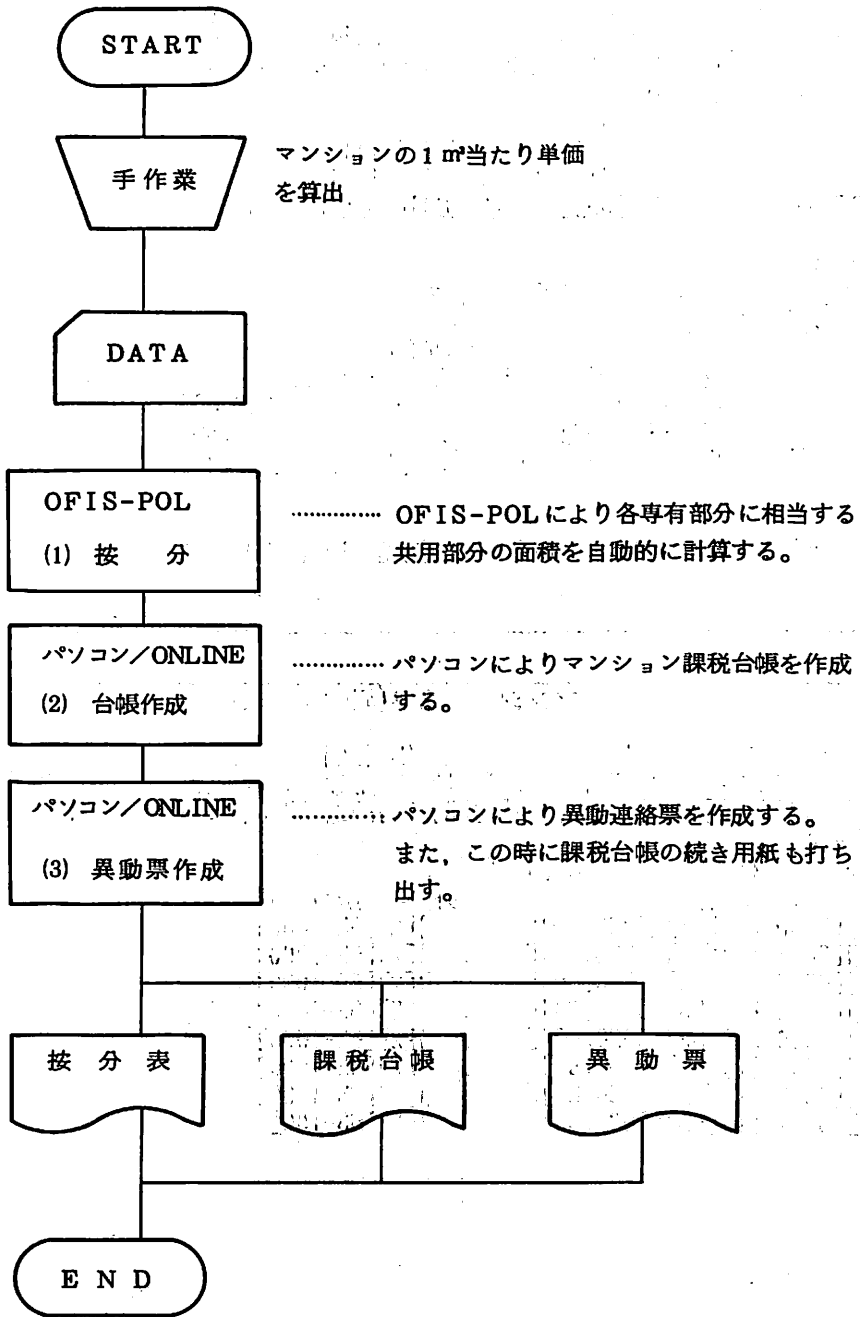 START
手作業
マンションの1㎡当たり単価
を算出
DATA
OFIS-POL
(1) 按 分
…………… OFIS-POLにより各専有部分に相当する
共用部分の面積を自動的に計算する。
パソコン/ONLINE
(2) 台帳作成
…………… パソコンによりマンション課税台帳を作成
する。
パソコン/ONLINE
(3) 異動票作成
…………… パソコンにより異動連絡票を作成する。
また,この時に課税台帳の続き用紙も打ち
出す。
按 分 表
課税台帳
異 動 票
END